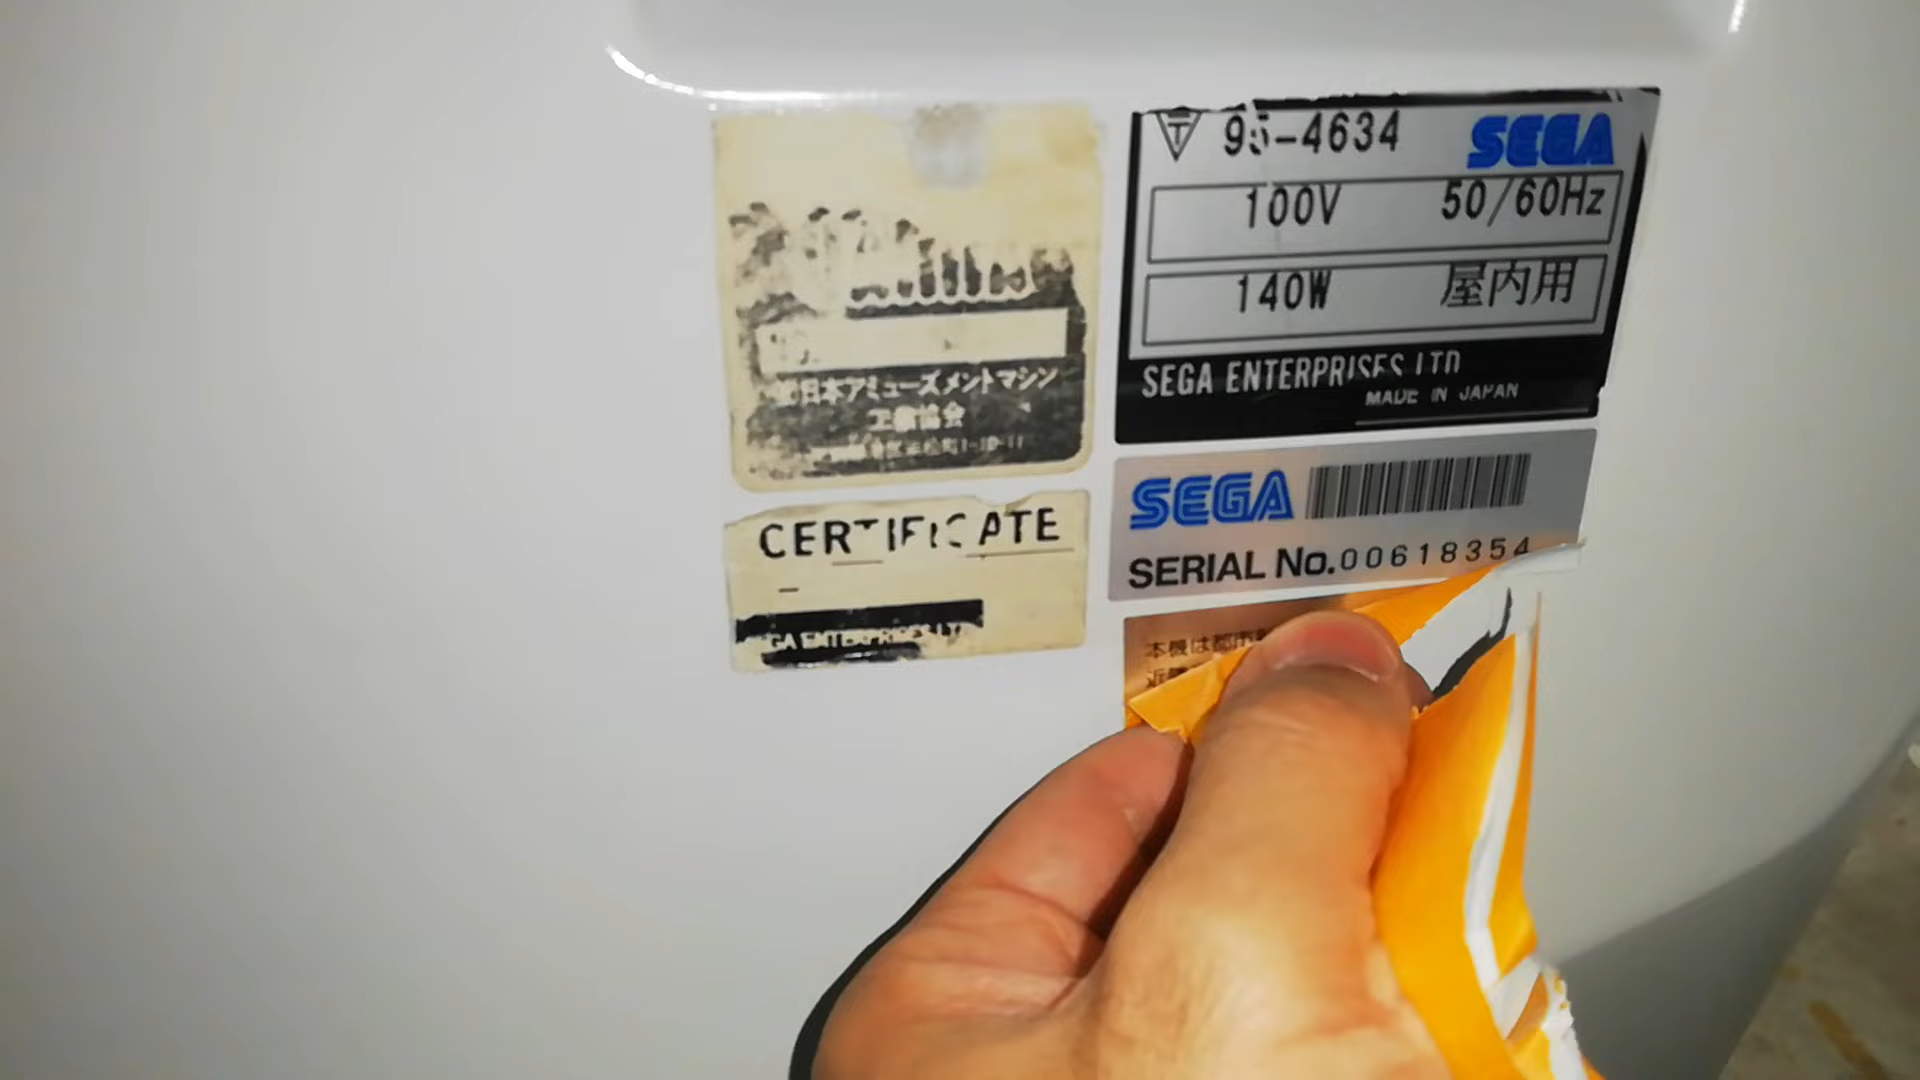 日本アミューズメントマシン
工業協会
CERTIFICATE
SEGA ENTERPRISES LTD
T 95-4634 SEGA
100V 50/60Hz
140W 屋内用
SEGA ENTERPRISES LTD
MADE IN JAPAN
SEGA
SERIAL No.00618354
本機は都市